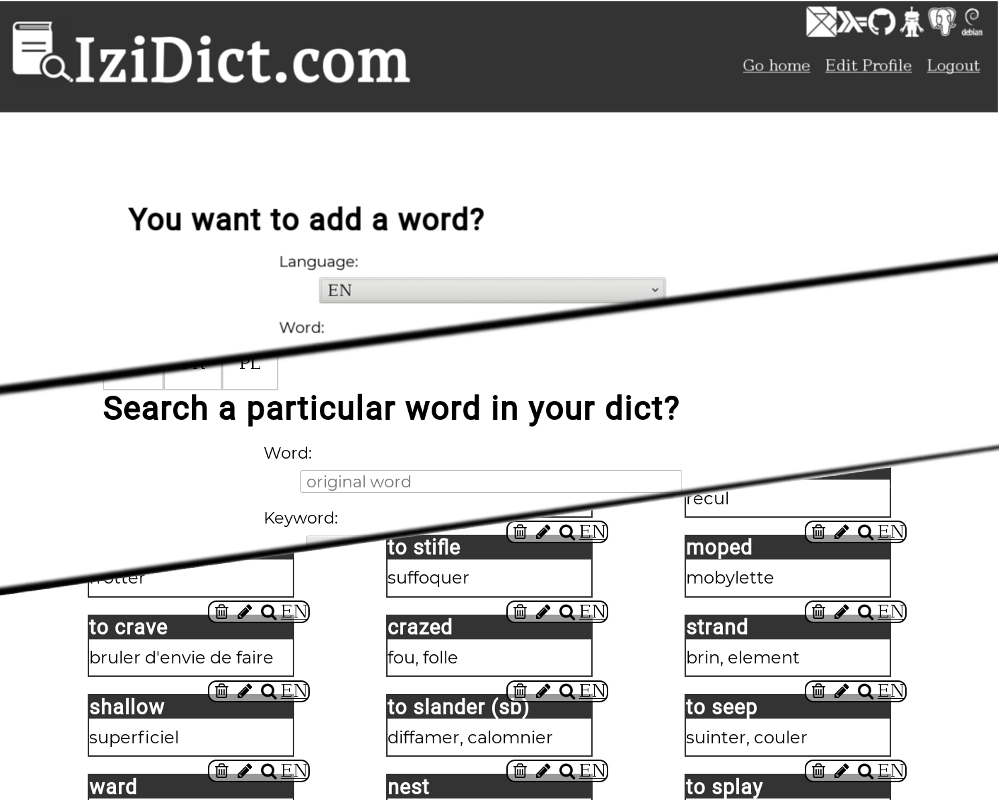 IziDict.com
debian
Go home Edit Profile Logout
You want to add a word?
Language:
EN
Word:
PL
Search a particular word in your dict?
Word:
original word
Keyword:
recul
EN EN
to stifle moped
suffoquer mobylette
EN EN EN
to crave crazed strand
bruler d'envie de faire fou, folle brin, element
EN EN EN
shallow to slander (sb) to seep
superficiel diffamer, calomnier suinter, couler
EN EN EN
ward nest to splay